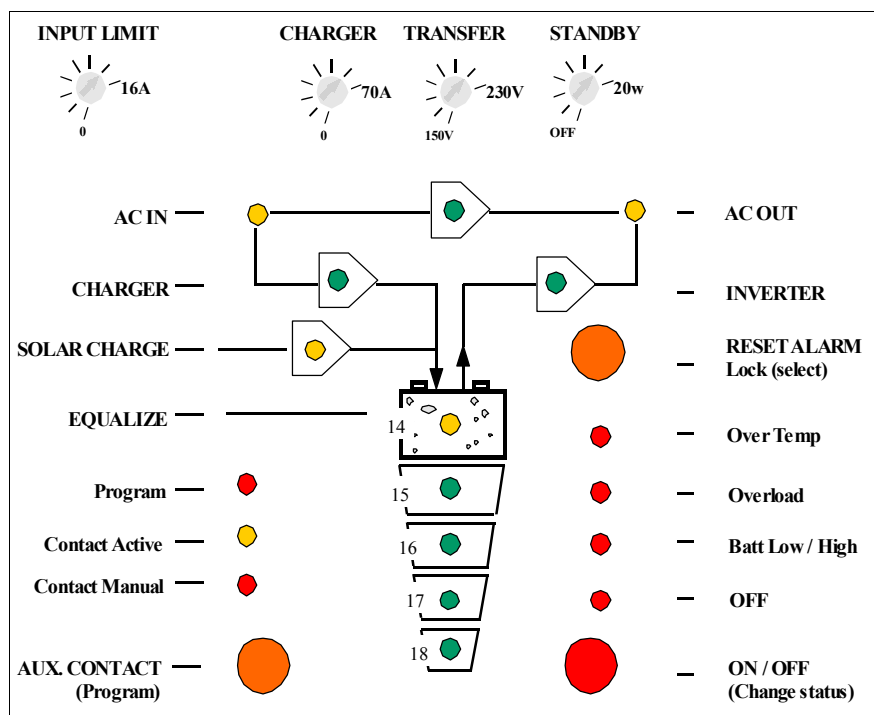 INPUT LIMIT
CHARGER
TRANSFER
STANDBY
16A
70A
230V
20w
0
0
150V
OFF
AC IN
AC OUT
CHARGER
INVERTER
SOLAR CHARGE
RESET ALARM
Lock (select)
EQUALIZE
14
Over Temp
Program
15
Overload
Contact Active
16
Batt Low / High
Contact Manual
17
OFF
18
AUX. CONTACT
(Program)
ON / OFF
(Change status)